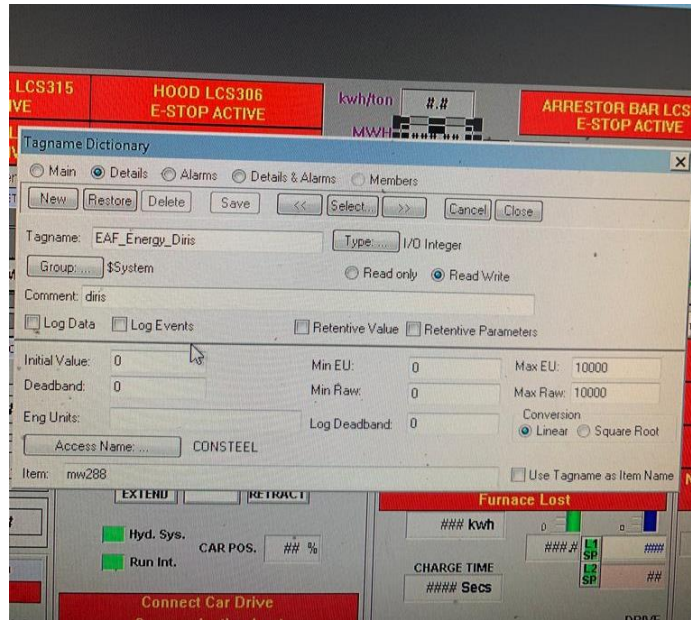 LCS315
HOOD LCS306
E-STOP ACTIVE
kwh/ton
#.#
MWH
ARRESTOR BAR LCS
E-STOP ACTIVE
Tagname Dictionary
Main Details Alarms Details & Alarms Members
New Restore Delete Save << Select... >> Cancel Close
Tagname: EAF_Energy_Diris Type: ... I/O Integer
Group: ... $System Read only Read Write
Comment: diris
Log Data Log Events Retentive Value Retentive Parameters
Initial Value: 0 Min EU: 0 Max EU: 10000
Deadband: 0 Min Raw: 0 Max Raw: 10000
Eng Units: Log Deadband: 0 Conversion
Linear Square Root
Access Name: ... CONSTEEL
Item: mw288 Use Tagname as Item Name
EXTEND RETRACT
Furnace Lost
Hyd. Sys.
### kwh
CAR POS. ## %
Run Int.
CHARGE TIME
#### Secs
###.# L1 SP ####
L2 SP ##
Connect Car Drive